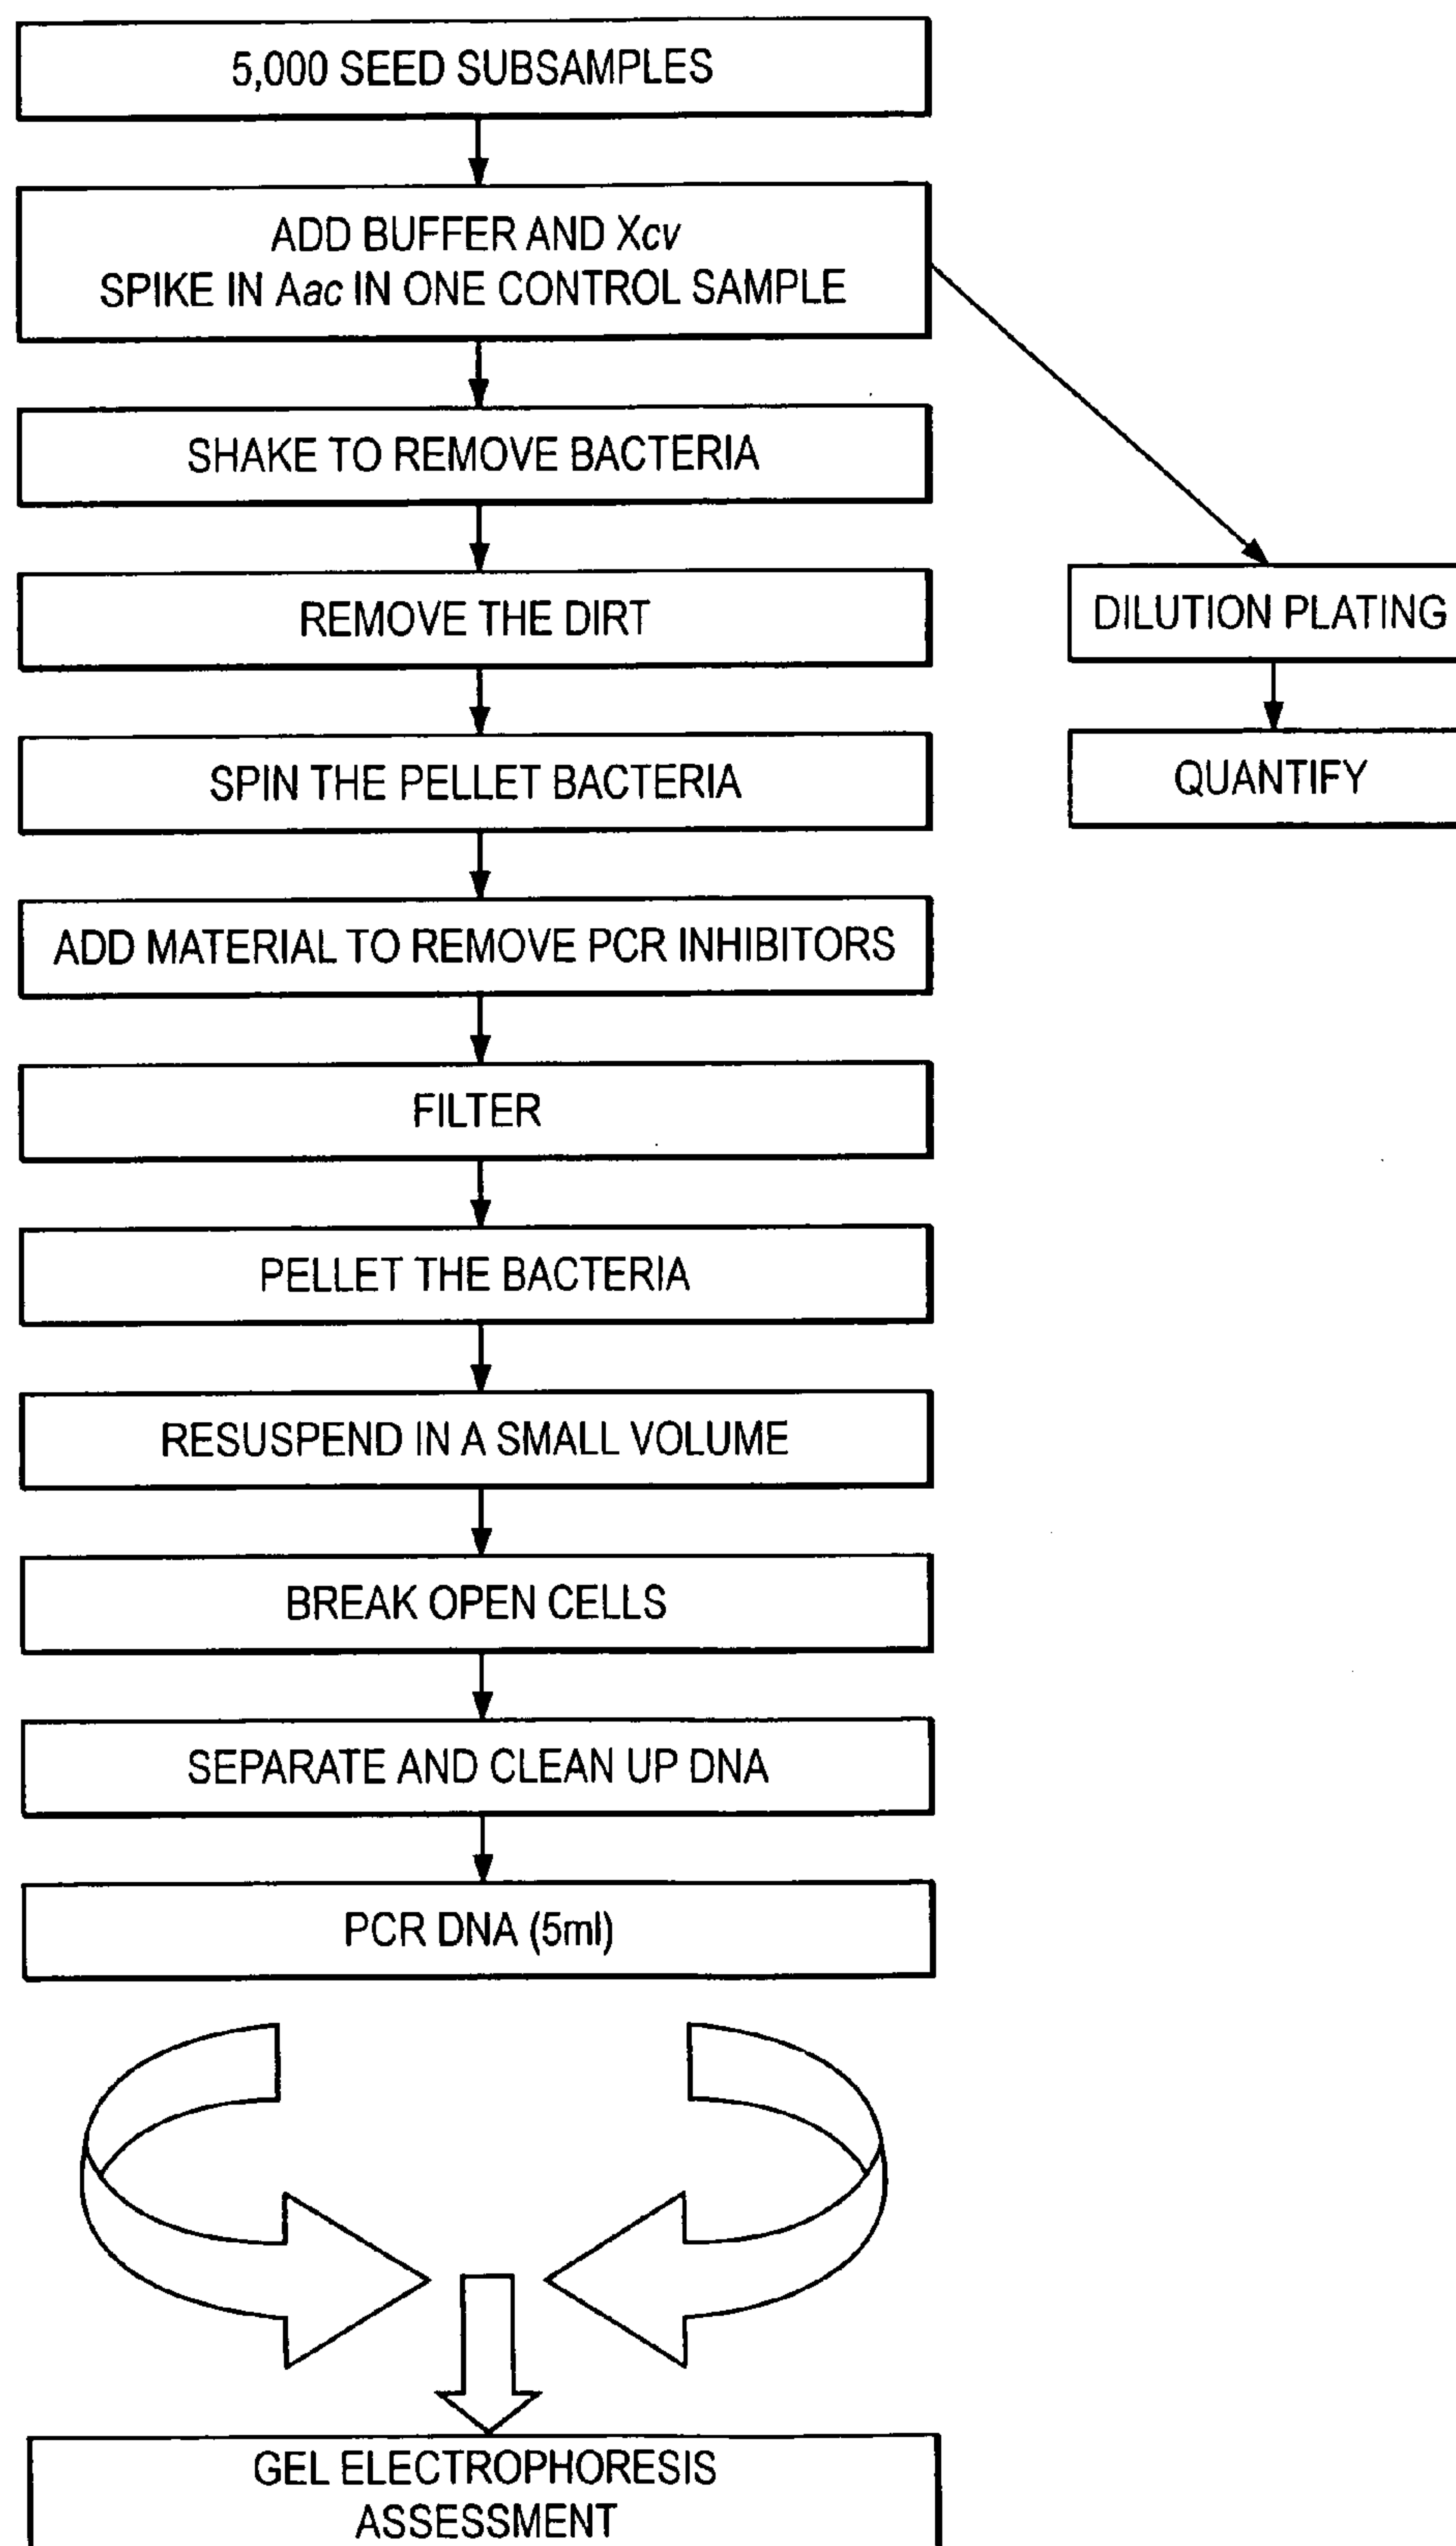 5,000 SEED SUBSAMPLES
ADD BUFFER AND Xcv
SPIKE IN Aac IN ONE CONTROL SAMPLE
SHAKE TO REMOVE BACTERIA
REMOVE THE DIRT
DILUTION PLATING
SPIN THE PELLET BACTERIA
QUANTIFY
ADD MATERIAL TO REMOVE PCR INHIBITORS
FILTER
PELLET THE BACTERIA
RESUSPEND IN A SMALL VOLUME
BREAK OPEN CELLS
SEPARATE AND CLEAN UP DNA
PCR DNA (5ml)
GEL ELECTROPHORESIS
ASSESSMENT